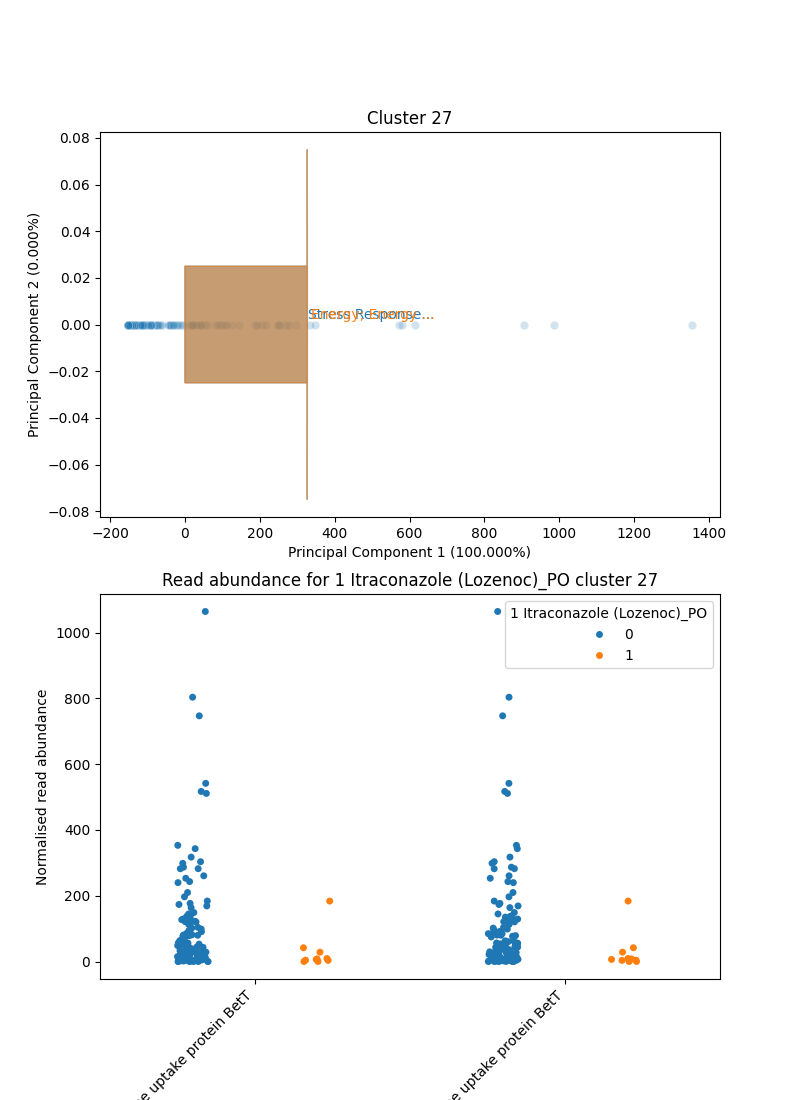 Cluster 27
0.08
0.06
0.04
0.02
0.00
−0.02
−0.04
−0.06
−0.08
Principal Component 2 (0.000%)
Stress Response...
Energy, Energy...
−200 0 200 400 600 800 1000 1200 1400
Principal Component 1 (100.000%)
Read abundance for 1 Itraconazole (Lozenoc)_PO cluster 27
1 Itraconazole (Lozenoc)_PO
0
1
1000
800
600
400
200
0
Normalised read abundance
uptake protein BetT
uptake protein BetT